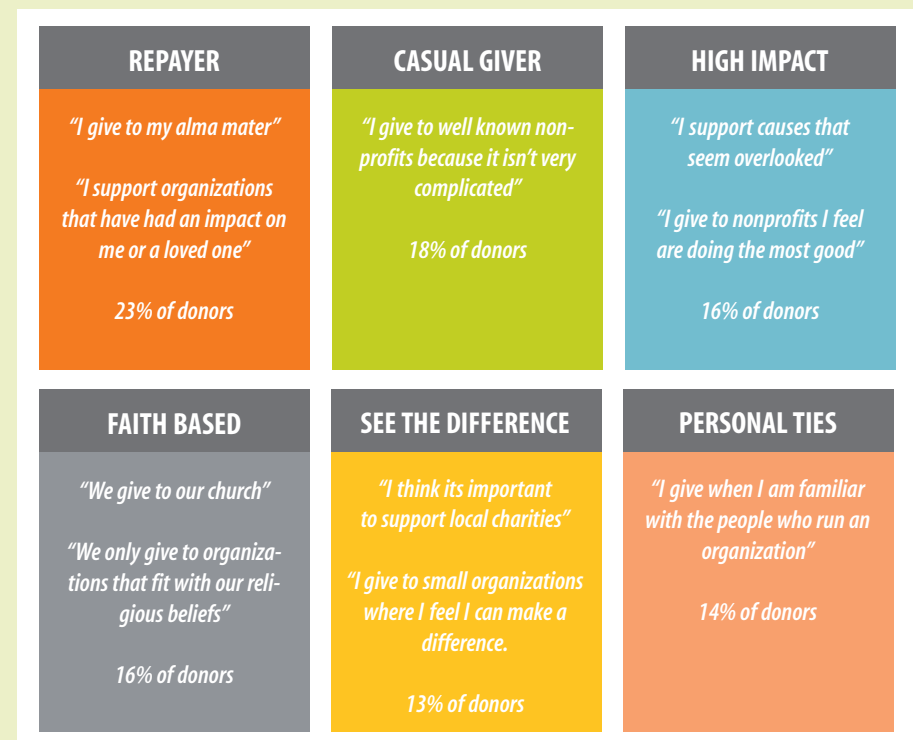 REPAYER
“I give to my alma mater”
“I support organizations
that have had an impact on
me or a loved one”
23% of donors
CASUAL GIVER
“I give to well known non-
profits because it isn’t very
complicated”
18% of donors
HIGH IMPACT
“I support causes that
seem overlooked”
“I give to nonprofits I feel
are doing the most good”
16% of donors
FAITH BASED
“We give to our church”
“We only give to organiza-
tions that fit with our reli-
gious beliefs”
16% of donors
SEE THE DIFFERENCE
“I think its important
to support local charities”
“I give to small organizations
where I feel I can make a
difference.
13% of donors
PERSONAL TIES
“I give when I am familiar
with the people who run an
organization”
14% of donors